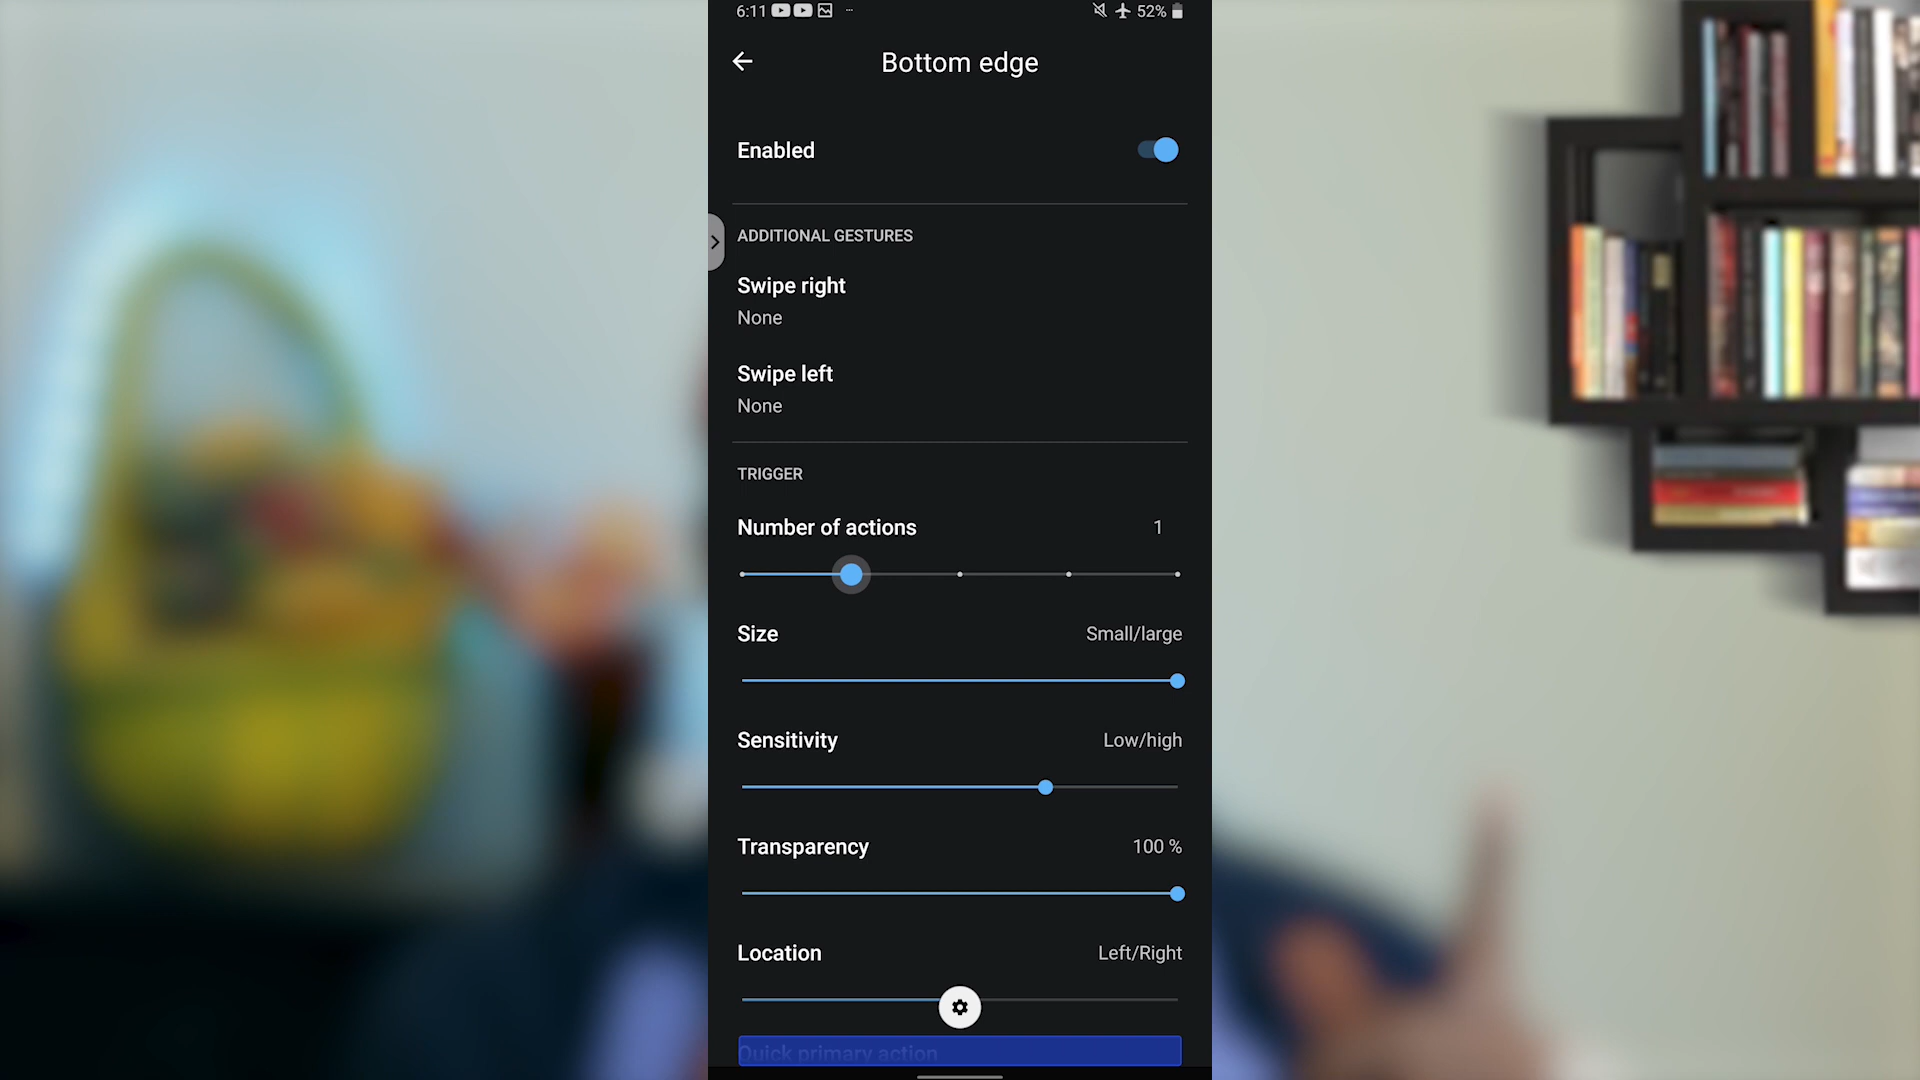 6:11 52%
Bottom edge
Enabled
ADDITIONAL GESTURES
Swipe right
None
Swipe left
None
TRIGGER
Number of actions 1
Size Small/large
Sensitivity Low/high
Transparency 100 %
Location Left/Right
Quick primary action